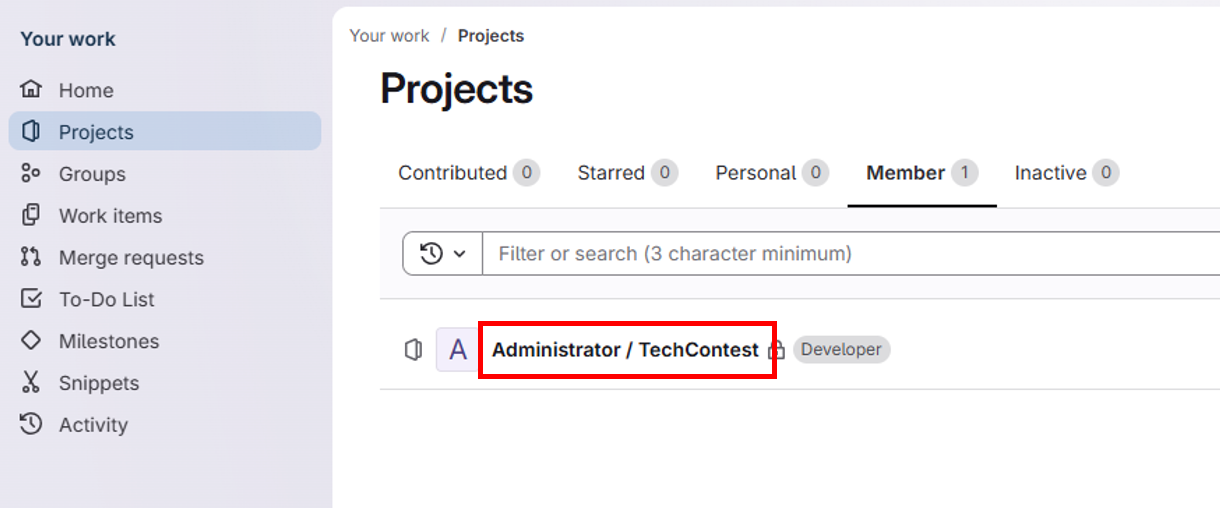 Your work
Home
Projects
Groups
Work items
Merge requests
To-Do List
Milestones
Snippets
Activity
Your work / Projects
Projects
Contributed 0 Starred 0 Personal 0 Member 1 Inactive 0
Filter or search (3 character minimum)
A Administrator / TechContest Developer